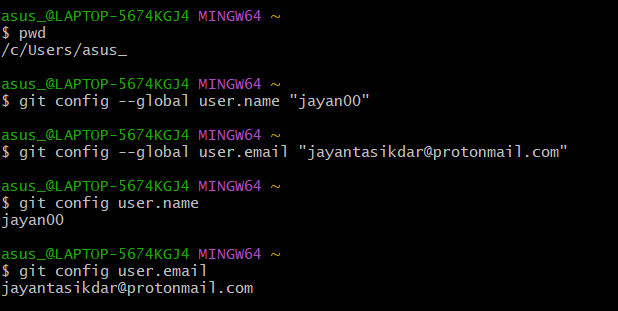 asus_@LAPTOP-5674KGJ4 MINGW64 ~
$ pwd
/c/Users/asus_
asus_@LAPTOP-5674KGJ4 MINGW64 ~
$ git config --global user.name "jayan00"
asus_@LAPTOP-5674KGJ4 MINGW64 ~
$ git config --global user.email "jayantasikdar@protonmail.com"
asus_@LAPTOP-5674KGJ4 MINGW64 ~
$ git config user.name
jayan00
asus_@LAPTOP-5674KGJ4 MINGW64 ~
$ git config user.email
jayantasikdar@protonmail.com